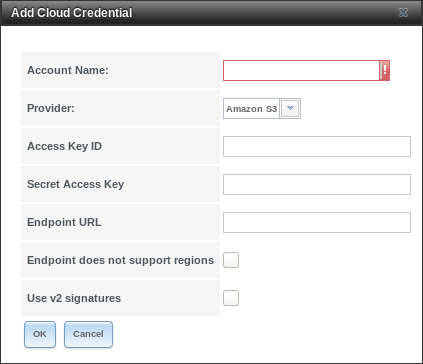 Add Cloud Credential
Account Name:
!
Provider:
Amazon S3
Access Key ID
Secret Access Key
Endpoint URL
Endpoint does not support regions
Use v2 signatures
OK
Cancel